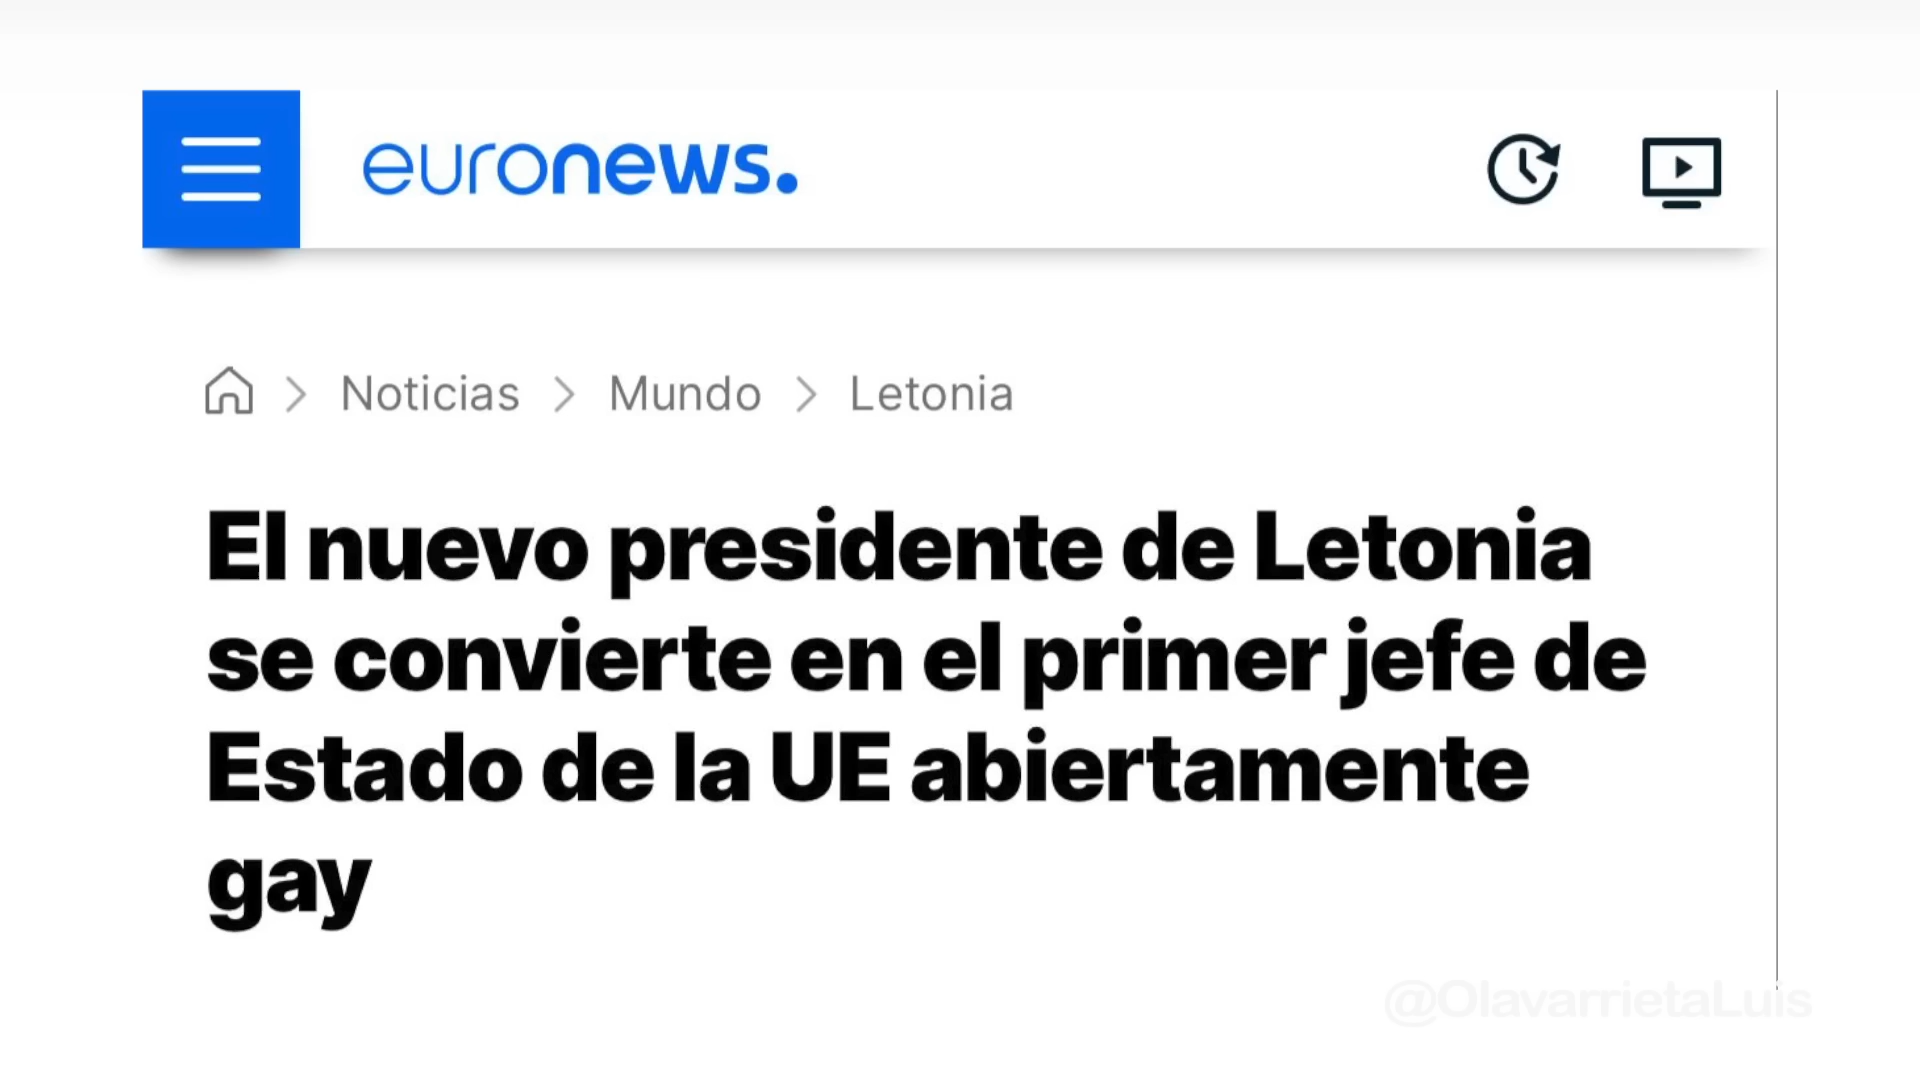 euronews.
Noticias > Mundo > Letonia
El nuevo presidente de Letonia
se convierte en el primer jefe de
Estado de la UE abiertamente
gay
@OlavarrietaLuis